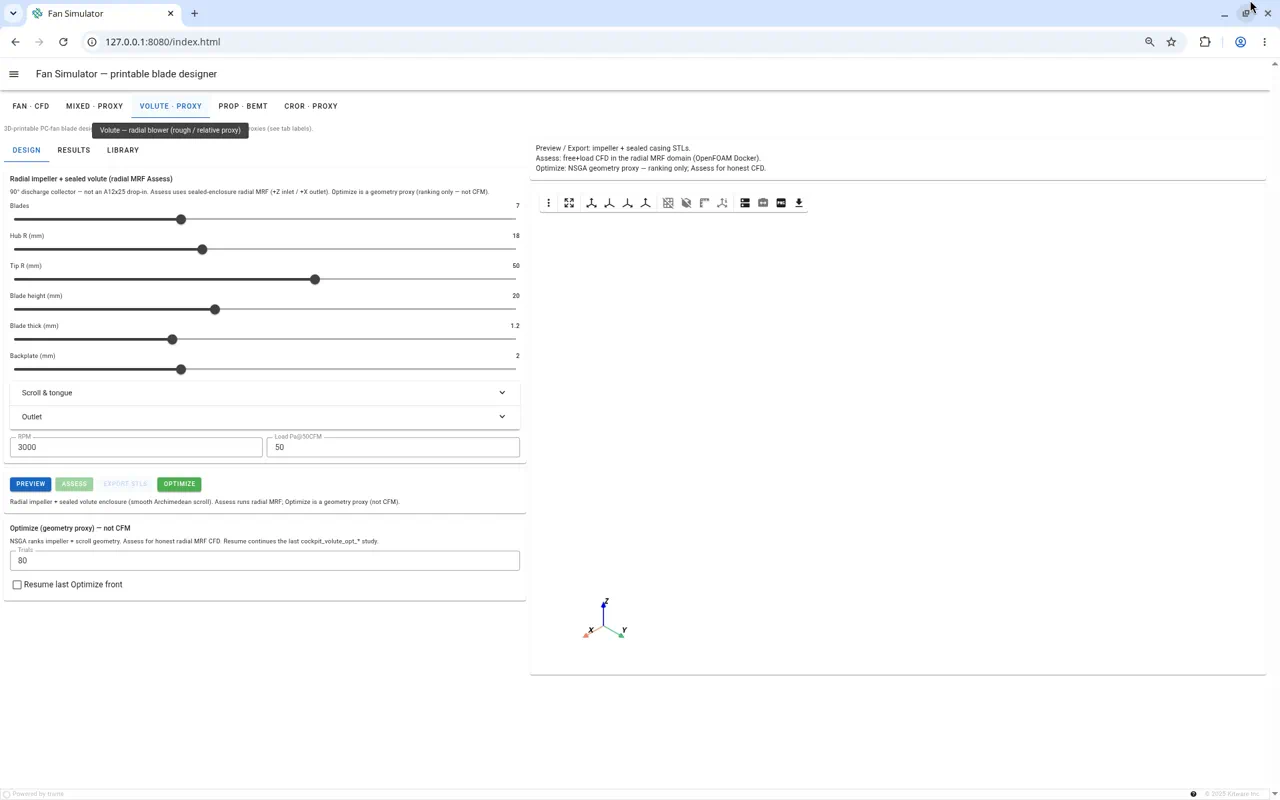 Fan Simulator
127.0.0.1:8080/index.html
Fan Simulator — printable blade designer
FAN · CFD
MIXED · PROXY
VOLUTE · PROXY
PROP · BEMT
CROR · PROXY
3D-printable PC-fan blade desi
roxies (see tab labels).
Volute — radial blower (rough / relative proxy)
DESIGN
RESULTS
LIBRARY
Radial impeller + sealed volute (radial MRF Assess)
90° discharge collector — not an A12x25 drop-in. Assess uses sealed-enclosure radial MRF (+Z inlet / +X outlet). Optimize is a geometry proxy (ranking only — not CFM).
Blades 7
Hub R (mm) 18
Tip R (mm) 50
Blade height (mm) 20
Blade thick (mm) 1.2
Backplate (mm) 2
Scroll & tongue
Outlet
RPM
3000
Load Pa@50CFM
50
PREVIEW
ASSESS
EXPORT STLS
OPTIMIZE
Radial impeller + sealed volute enclosure (smooth Archimedean scroll). Assess runs radial MRF; Optimize is a geometry proxy (not CFM).
Optimize (geometry proxy) — not CFM
NSGA ranks impeller + scroll geometry. Assess for honest radial MRF CFD. Resume continues the last cockpit_volute_opt_* study.
Trials
80
Resume last Optimize front
Preview / Export: impeller + sealed casing STLs.
Assess: free+load CFD in the radial MRF domain (OpenFOAM Docker).
Optimize: NSGA geometry proxy — ranking only; Assess for honest CFD.
Z
X
Y
Powered by trame
© 2025 Kitware Inc.